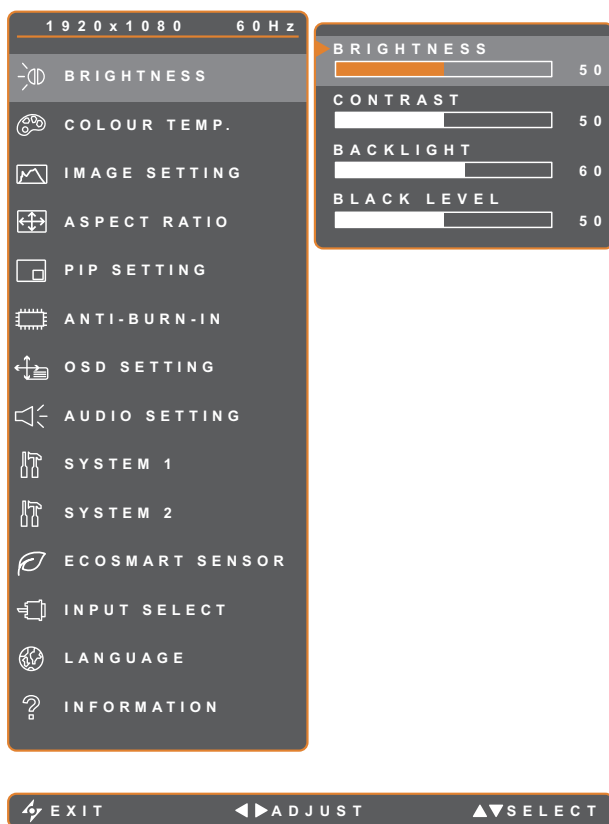 1920x1080 60Hz
BRIGHTNESS
COLOUR TEMP.
IMAGE SETTING
ASPECT RATIO
PIP SETTING
ANTI-BURN-IN
OSD SETTING
AUDIO SETTING
SYSTEM 1
SYSTEM 2
ECOSMART SENSOR
INPUT SELECT
LANGUAGE
INFORMATION
BRIGHTNESS
50
CONTRAST
50
BACKLIGHT
60
BLACK LEVEL
50
EXIT ◀▶ADJUST ▲▼SELECT